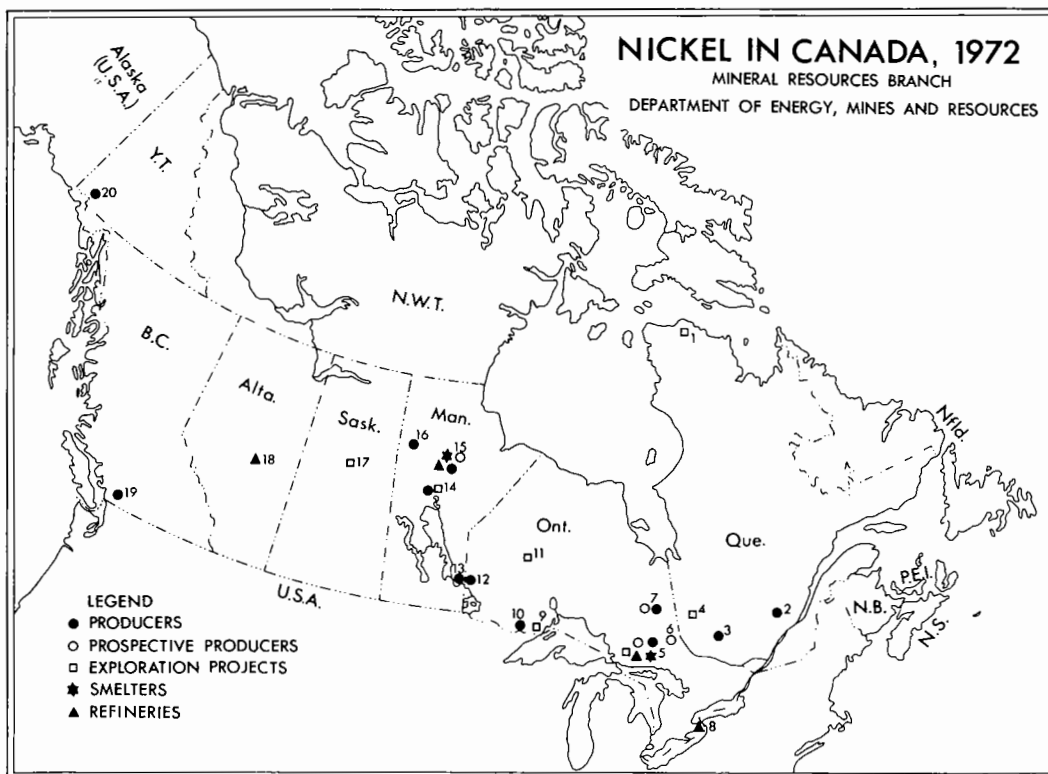 NICKEL IN CANADA, 1972
MINERAL RESOURCES BRANCH
DEPARTMENT OF ENERGY, MINES AND RESOURCES
Alaska
(U.S.A.)
Y.T.
20
N.W.T.
B.C.
1
Alta.
Sask.
Man.
Nfld.
16
15
18
17
14
19
Ont.
Que.
11
13
12
P.E.I.
U.S.A.
7
4
2
N.B.
N.S.
10
9
6
3
5
8
LEGEND
PRODUCERS
PROSPECTIVE PRODUCERS
EXPLORATION PROJECTS
SMELTERS
REFINERIES